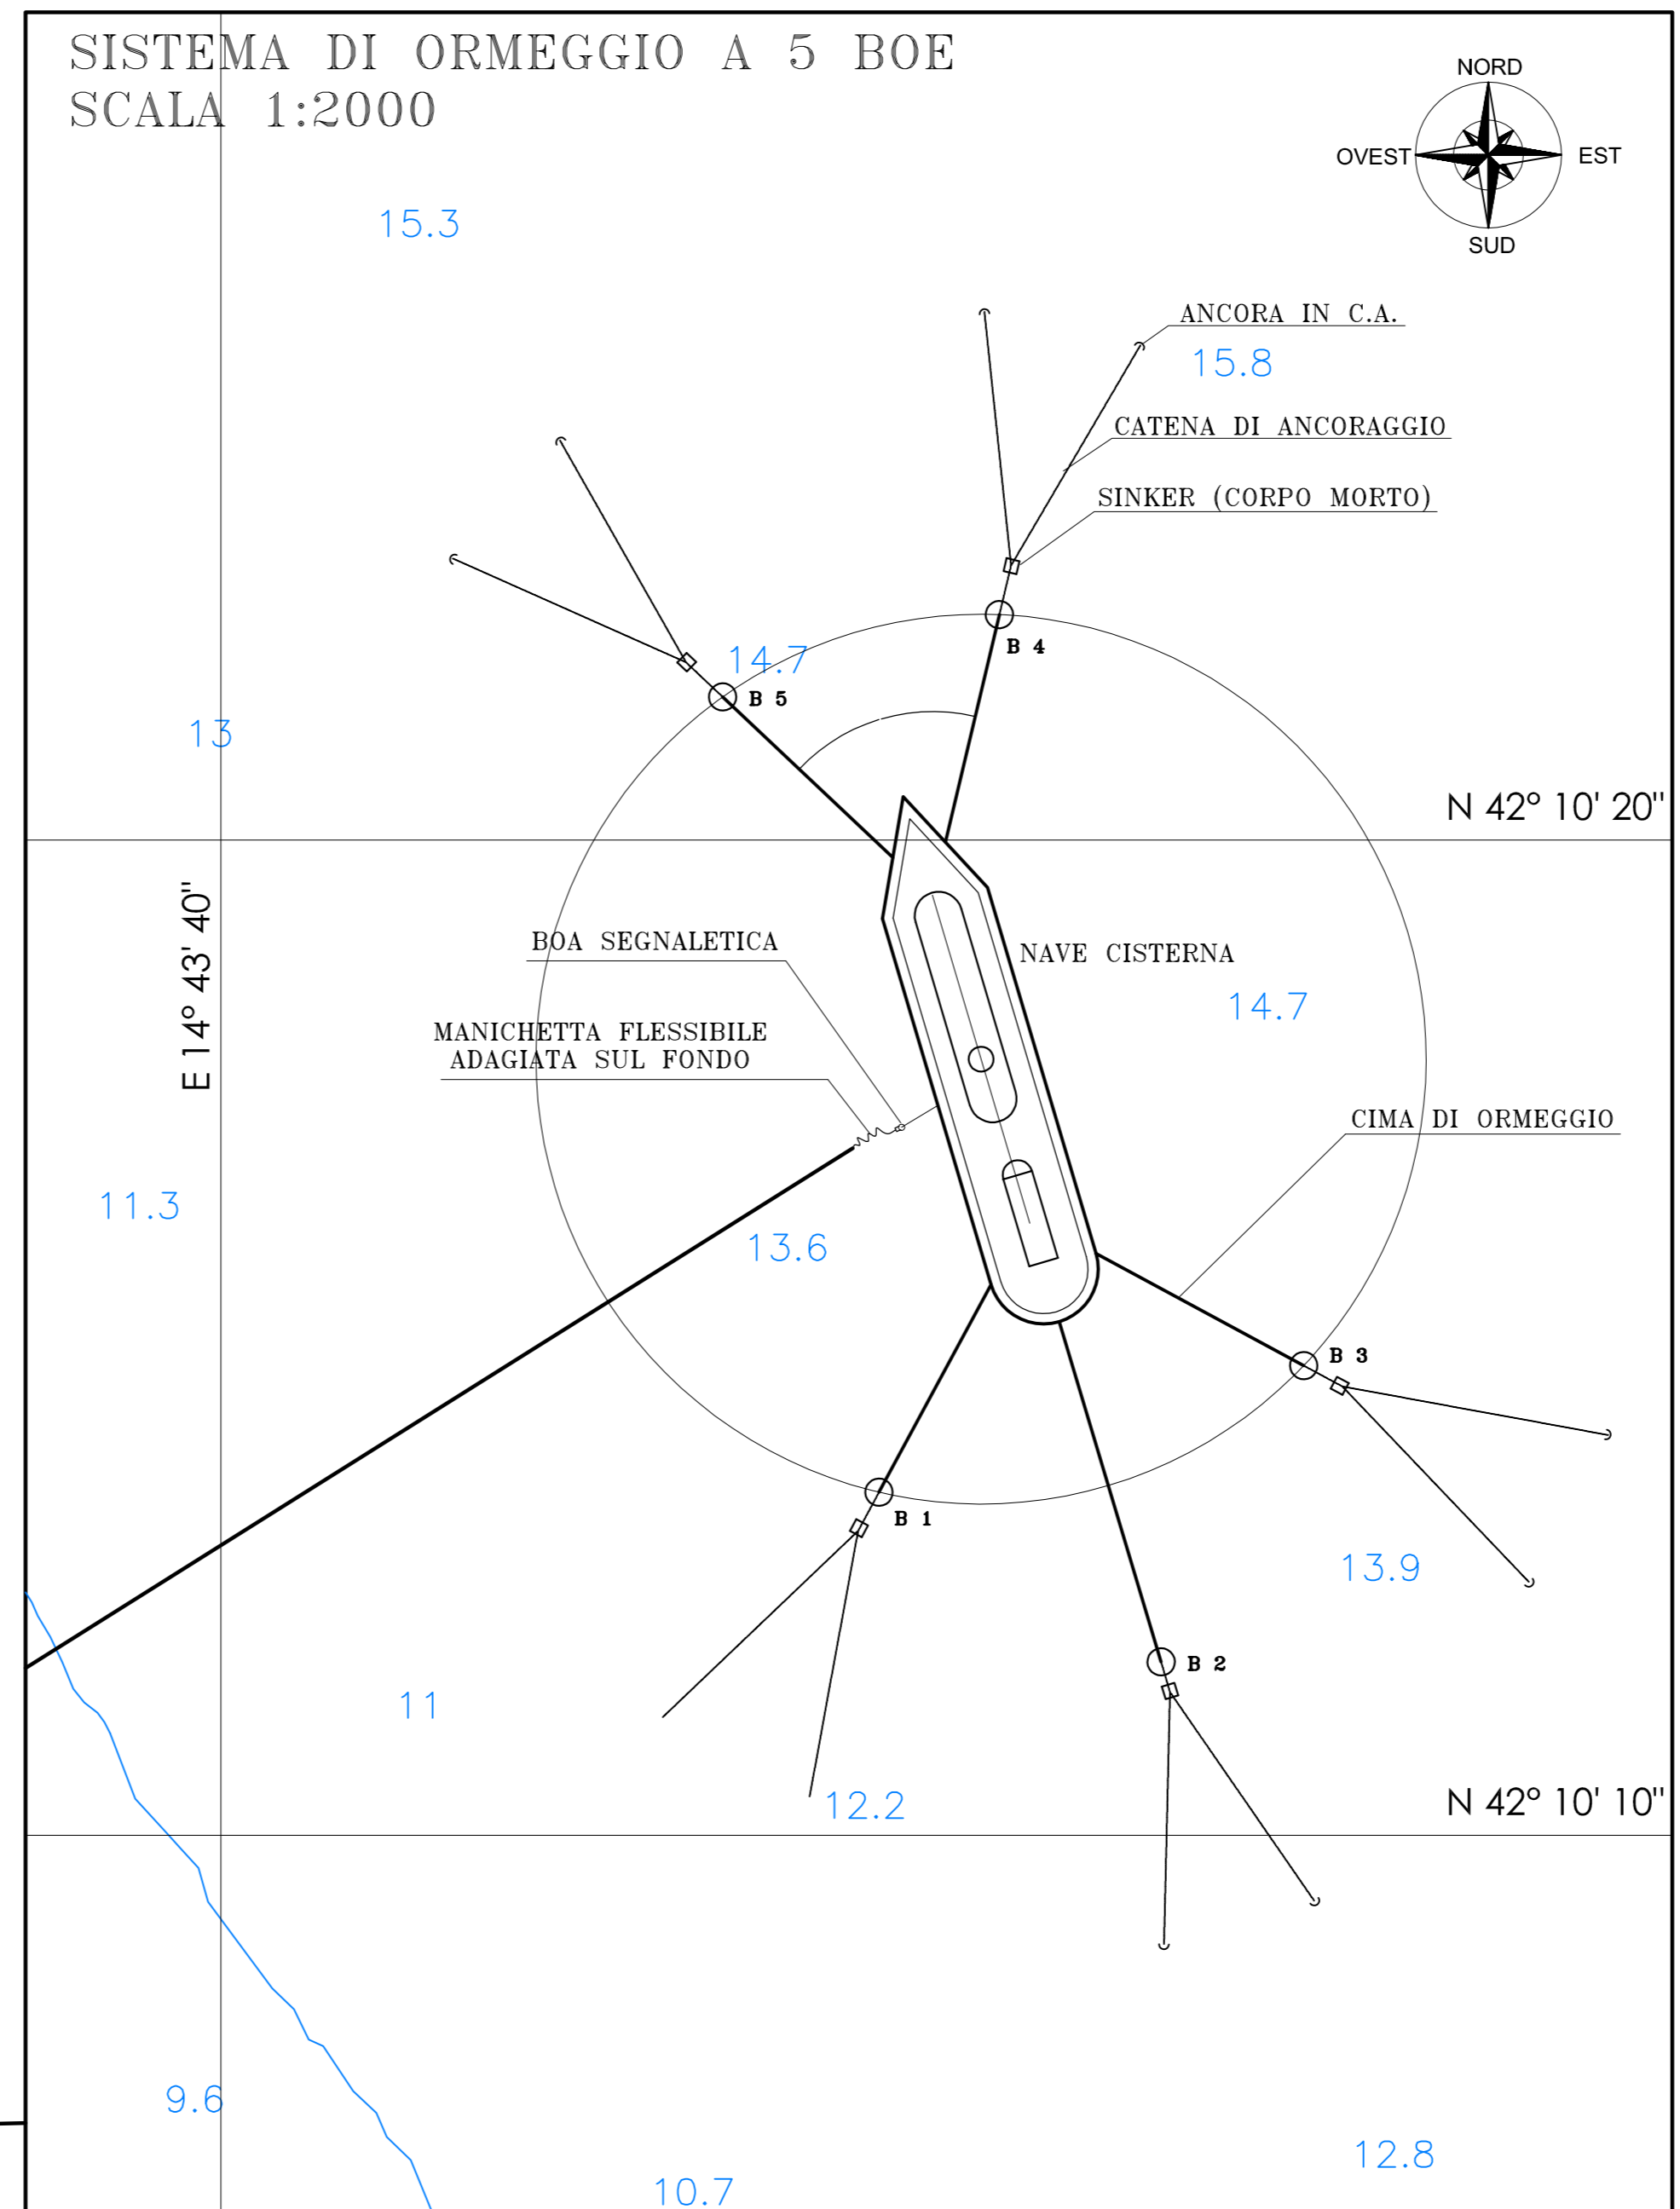 SISTEMA DI ORMEGGIO A 5 BOE
SCALA 1:2000
NORD
OVEST
EST
SUD
15.3
ANCORA IN C.A.
15.8
CATENA DI ANCORAGGIO
SINKER (CORPO MORTO)
B 4
14.7
B 5
13
N 42° 10' 20"
E 14° 43' 40"
BOA SEGNALETICA
NAVE CISTERNA
14.7
MANICHETTA FLESSIBILE
ADAGIATA SUL FONDO
CIMA DI ORMEGGIO
11.3
13.6
B 3
B 1
13.9
B 2
11
12.2
N 42° 10' 10"
9.6
12.8
10.7